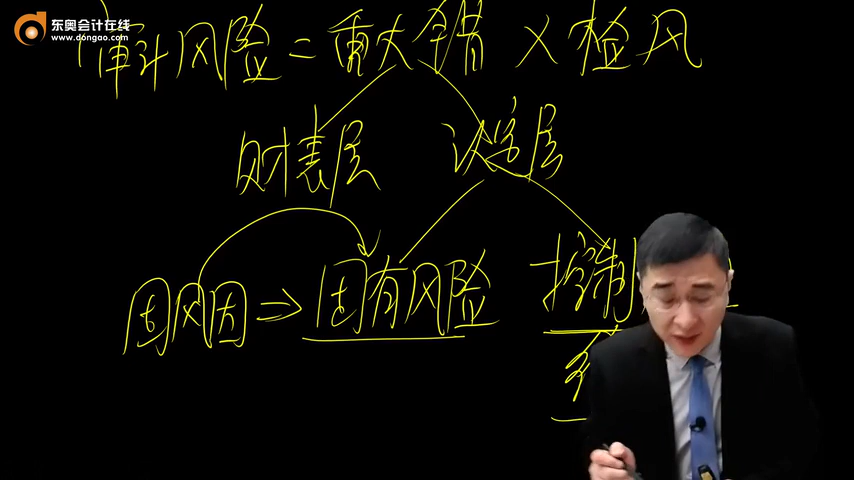 东奥会计在线
www.dongao.com
审计风险=重大错 × 检风
财表层 认定层
固风因⇒固有风险 控制